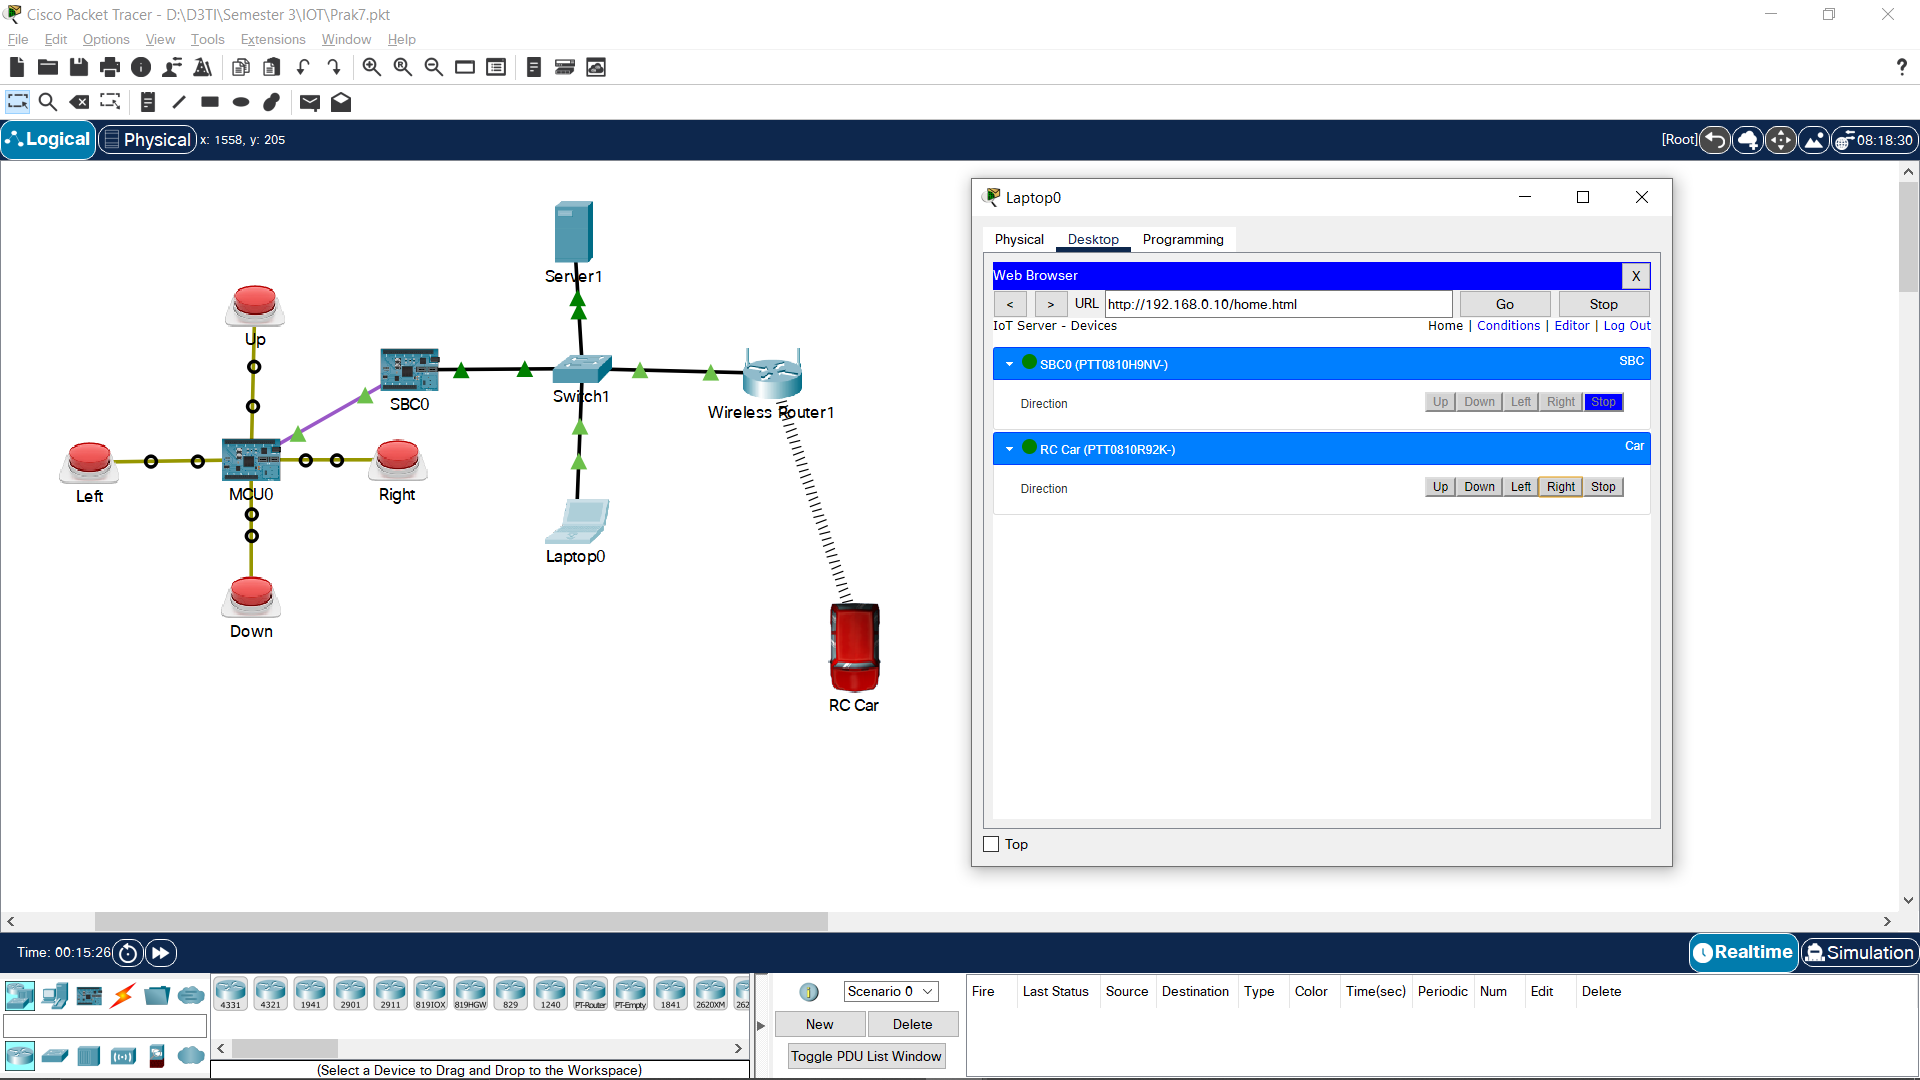 Cisco Packet Tracer - D:\D3TI\Semester 3\IOT\Prak7.pkt
File Edit Options View Tools Extensions Window Help
?
Logical Physical x: 1558, y: 205 [Root] 08:18:30
Server1
Up
SBC0
Switch1
Wireless Router1
Left
MCU0
Right
Laptop0
Down
RC Car
Laptop0
Physical Desktop Programming
Web Browser X
< > URL http://192.168.0.10/home.html Go Stop
IoT Server - Devices Home | Conditions | Editor | Log Out
SBC0 (PTT0810H9NV-) SBC
Direction Up Down Left Right Stop
RC Car (PTT0810R92K-) Car
Direction Up Down Left Right Stop
Top
Time: 00:15:26 Realtime Simulation
4331 4321 1941 2901 2911 819IOX 819HGW 829 1240 PT-Router PT-Empty 1841 2620XM 262
(Select a Device to Drag and Drop to the Workspace)
Scenario 0
New Delete
Toggle PDU List Window
Fire Last Status Source Destination Type Color Time(sec) Periodic Num Edit Delete